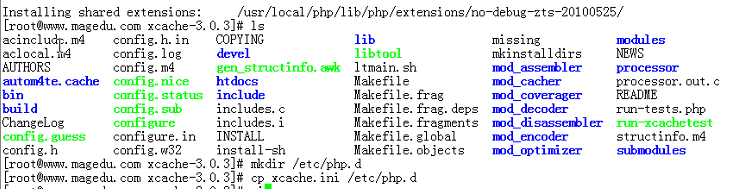 Installing shared extensions:     /usr/local/php/lib/php/extensions/no-debug-zts-20100525/
[root@www.magedu.com xcache-3.0.3]# ls
acinclude.m4 config.h.in COPYING lib missing modules
aclocal.m4 config.log devel libtool mkinstalldirs NEWS
AUTHORS config.m4 gen_structinfo.awk ltmain.sh mod_assembler processor
autom4te.cache config.nice htdocs Makefile mod_cacher processor.out.c
bin config.status include Makefile.frag mod_coverager README
build config.sub includes.c Makefile.frag.deps mod_decoder run-tests.php
ChangeLog configure includes.i Makefile.fragments mod_disassembler run-xcachetest
config.guess configure.in INSTALL Makefile.global mod_encoder structinfo.m4
config.h config.w32 install-sh Makefile.objects mod_optimizer submodules
[root@www.magedu.com xcache-3.0.3]# mkdir /etc/php.d
[root@www.magedu.com xcache-3.0.3]# cp xcache.ini /etc/php.d